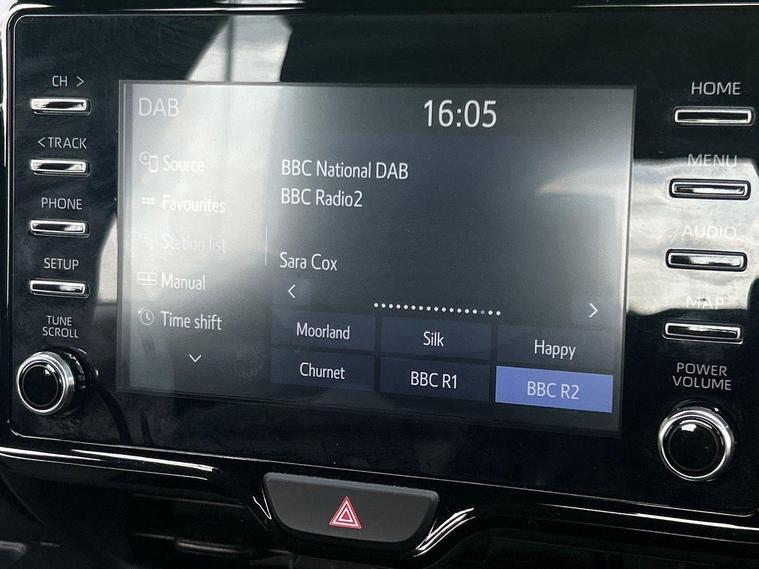 CH >
< TRACK
PHONE
SETUP
TUNE
SCROLL
DAB
16:05
Source
Favourites
Station list
Manual
Time shift
BBC National DAB
BBC Radio2
Sara Cox
Moorland
Silk
Happy
Churnet
BBC R1
BBC R2
HOME
MENU
AUDIO
MAP
POWER
VOLUME